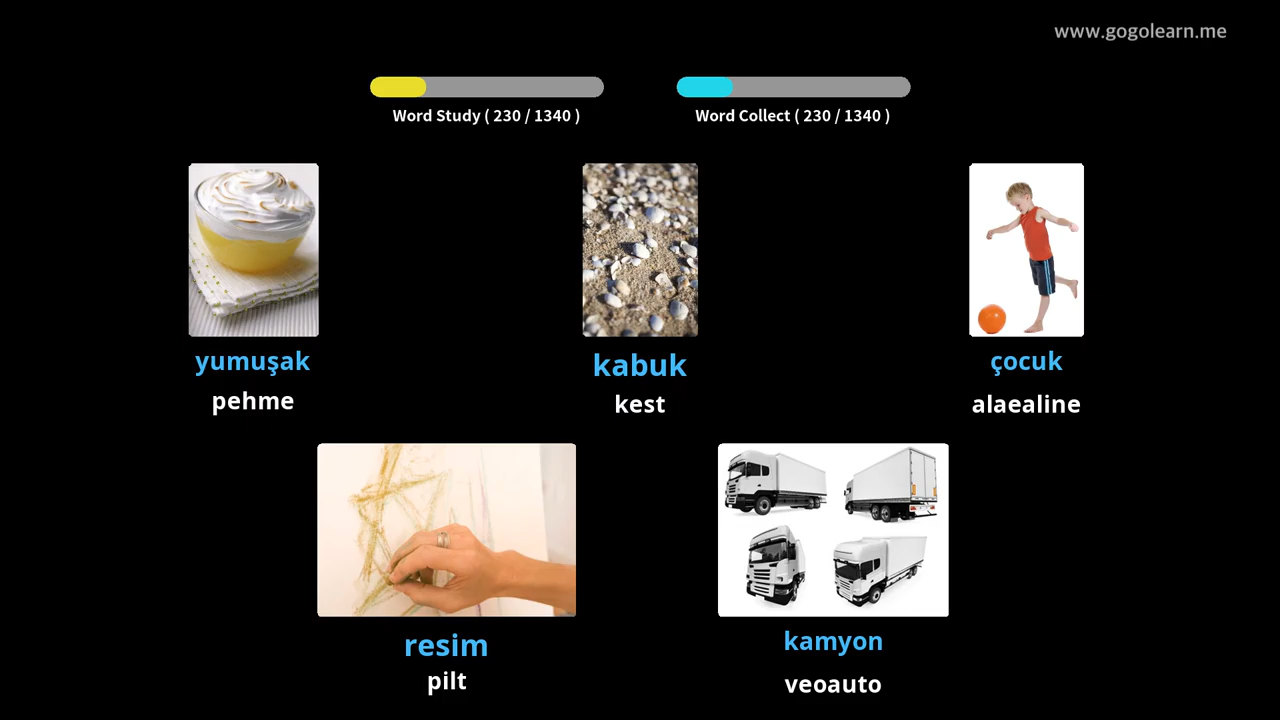 www.gogolearn.me
Word Study ( 230 / 1340 )
Word Collect ( 230 / 1340 )
yumuşak
pehme
kabuk
kest
çocuk
alaealine
resim
pilt
kamyon
veoauto